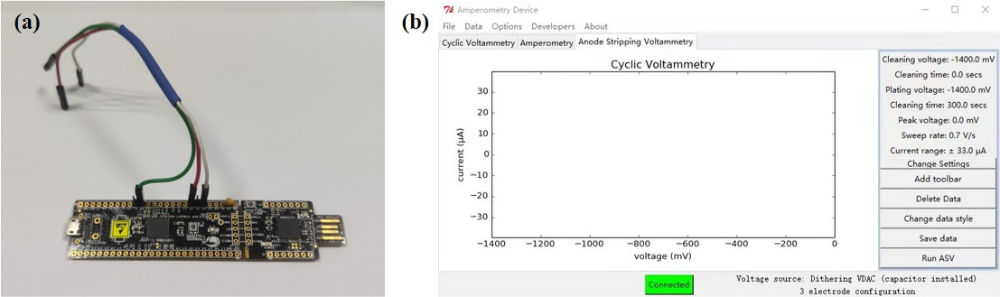 (a)
(b)
Amperometry Device
File Data Options Developers About
Cyclic Voltammetry Amperometry Anode Stripping Voltammetry
Cyclic Voltammetry
current (μA)
30
20
10
0
−10
−20
−30
−1400 −1200 −1000 −800 −600 −400 −200 0
voltage (mV)
Cleaning voltage: -1400.0 mV
Cleaning time: 0.0 secs
Plating voltage: -1400.0 mV
Cleaning time: 300.0 secs
Peak voltage: 0.0 mV
Sweep rate: 0.7 V/s
Current range: ± 33.0 μA
Change Settings
Add toolbar
Delete Data
Change data style
Save data
Run ASV
Connected
Voltage source: Dithering VDAC (capacitor installed)
3 electrode configuration